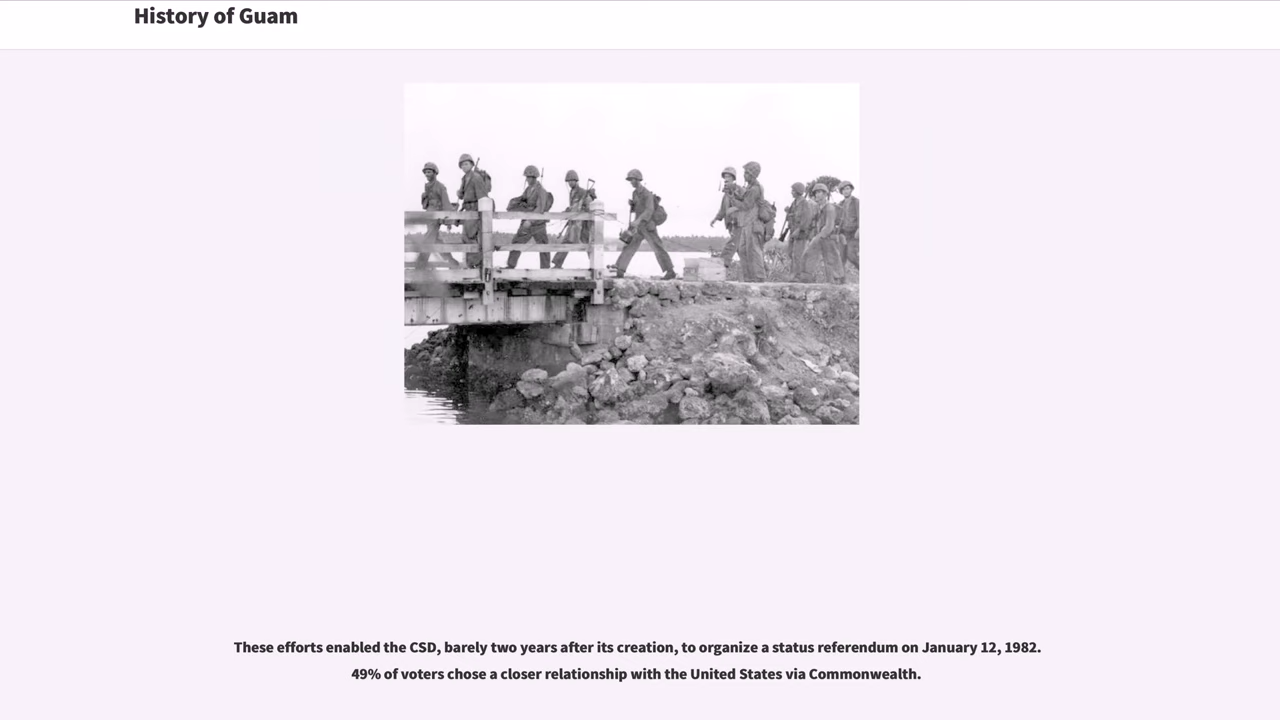 History of Guam
These efforts enabled the CSD, barely two years after its creation, to organize a status referendum on January 12, 1982.
49% of voters chose a closer relationship with the United States via Commonwealth.